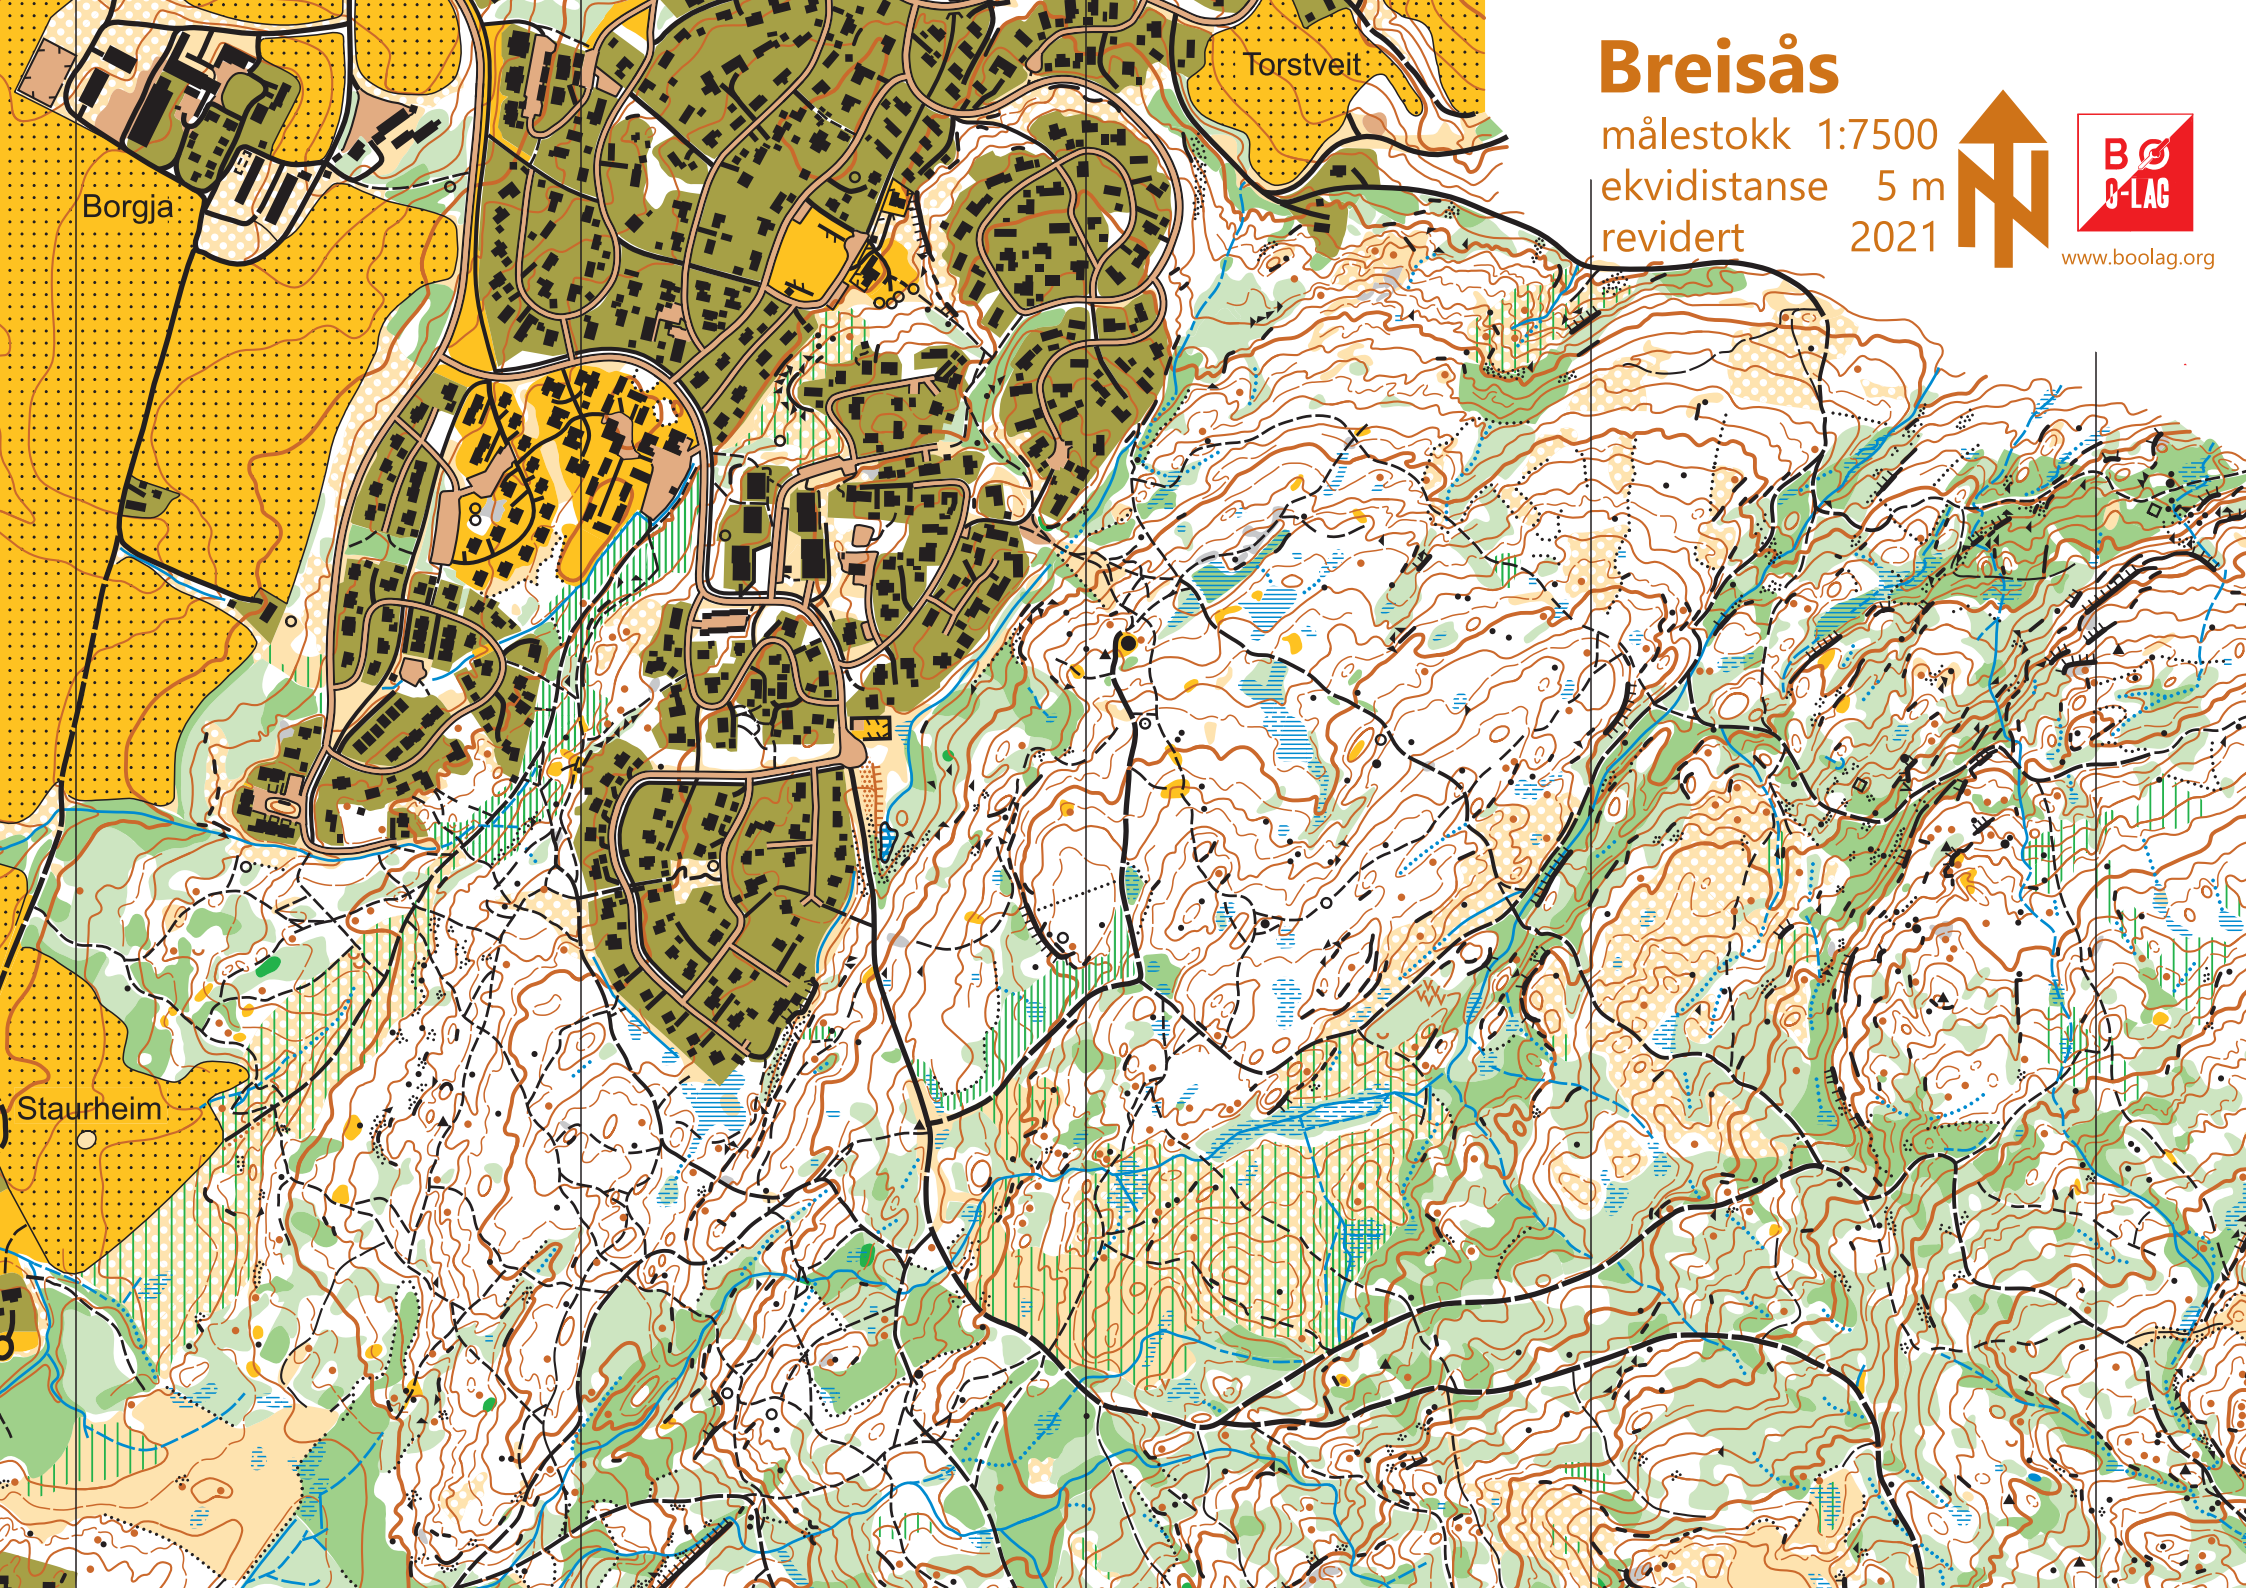 Breisås
målestokk 1:7500
ekvidistanse 5 m
revidert 2021
BØ
O-LAG
www.boolag.org
Torstveit
Borgja
Staurheim